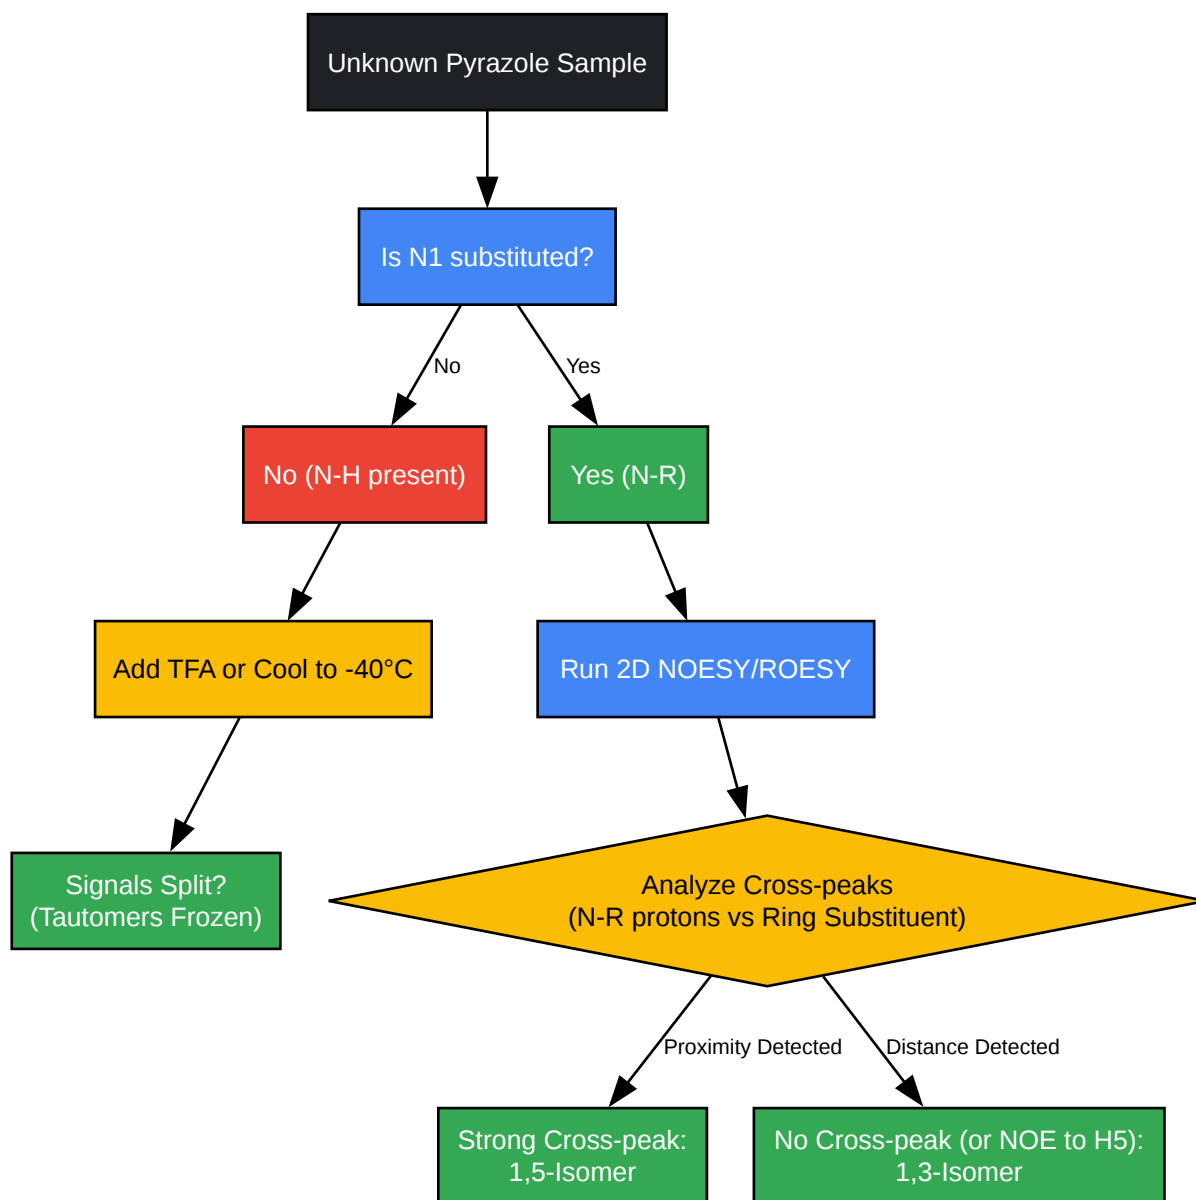 Unknown Pyrazole Sample
Is N1 substituted?
No
Yes
No (N-H present)
Yes (N-R)
Add TFA or Cool to -40°C
Run 2D NOESY/ROESY
Signals Split?
(Tautomers Frozen)
Analyze Cross-peaks
(N-R protons vs Ring Substituent)
Proximity Detected
Distance Detected
Strong Cross-peak:
1,5-Isomer
No Cross-peak (or NOE to H5):
1,3-Isomer